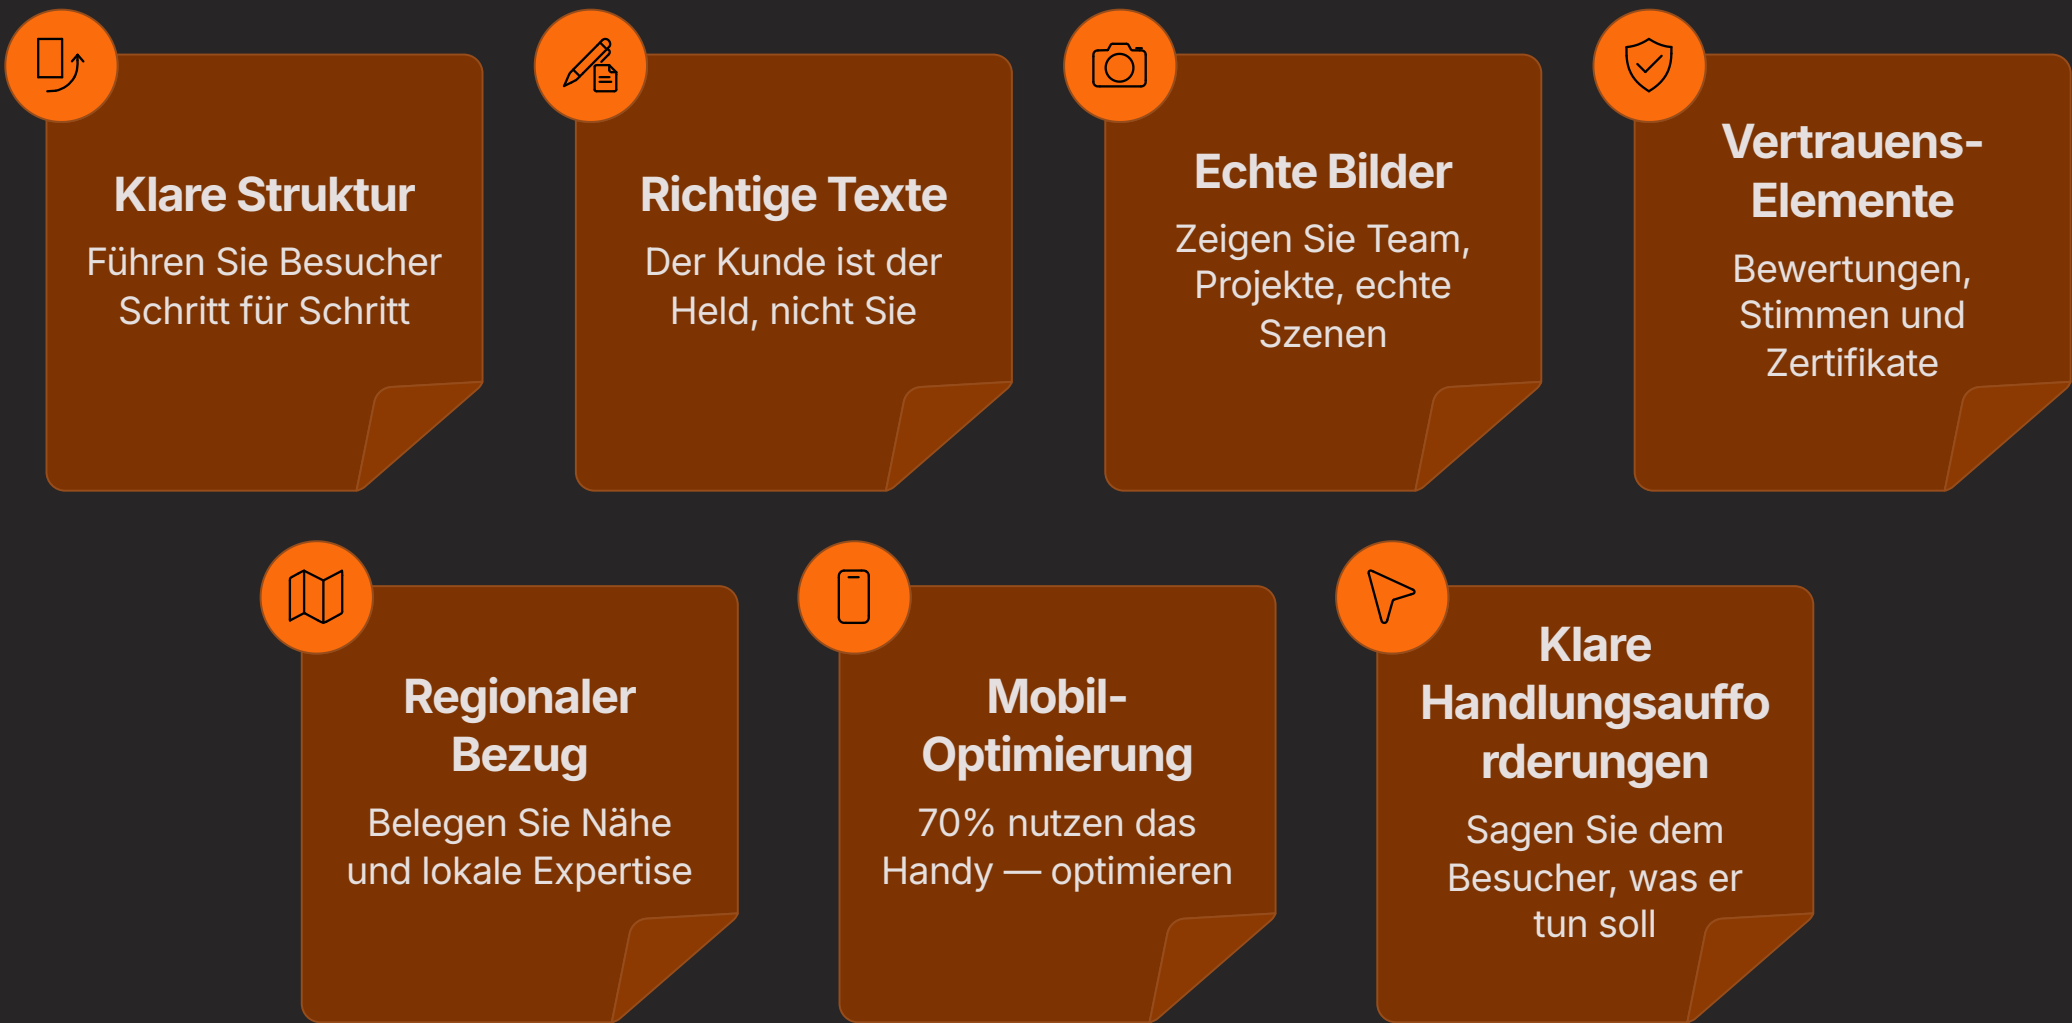 Klare Struktur
Führen Sie Besucher
Schritt für Schritt
Richtige Texte
Der Kunde ist der
Held, nicht Sie
Echte Bilder
Zeigen Sie Team,
Projekte, echte
Szenen
Vertrauens-
Elemente
Bewertungen,
Stimmen und
Zertifikate
Regionaler
Bezug
Belegen Sie Nähe
und lokale Expertise
Mobil-
Optimierung
70% nutzen das
Handy — optimieren
Klare
Handlungsauffo
rderungen
Sagen Sie dem
Besucher, was er
tun soll